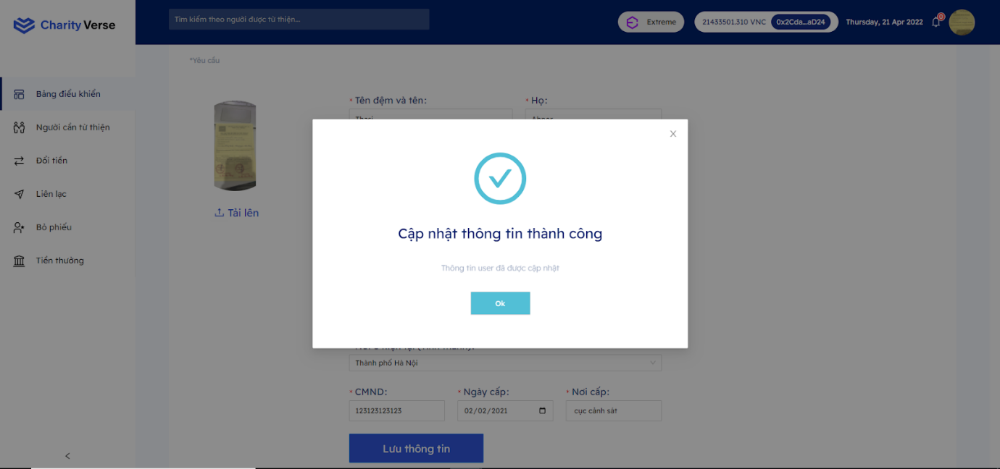 Charity Verse
Tìm kiếm theo người được từ thiện...
Extreme
21433501.310 VNC
0x2Cda...aD24
Thursday, 21 Apr 2022
0
*Yêu cầu
Bảng điều khiển
Người cần từ thiện
Đổi tiền
Liên lạc
Bỏ phiếu
Tiền thưởng
Tải lên
* Tên đệm và tên:
* Họ:
Cập nhật thông tin thành công
Thông tin user đã được cập nhật
Ok
Thành phố Hà Nội
* CMND:
* Ngày cấp:
* Nơi cấp:
123123123123
02/02/2021
cục cảnh sát
Lưu thông tin